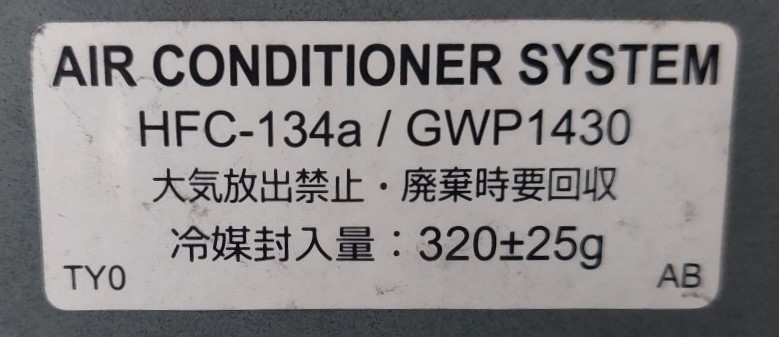 AIR CONDITIONER SYSTEM
HFC-134a / GWP1430
大気放出禁止・廃棄時要回収
冷媒封入量：320±25g
TY0 AB